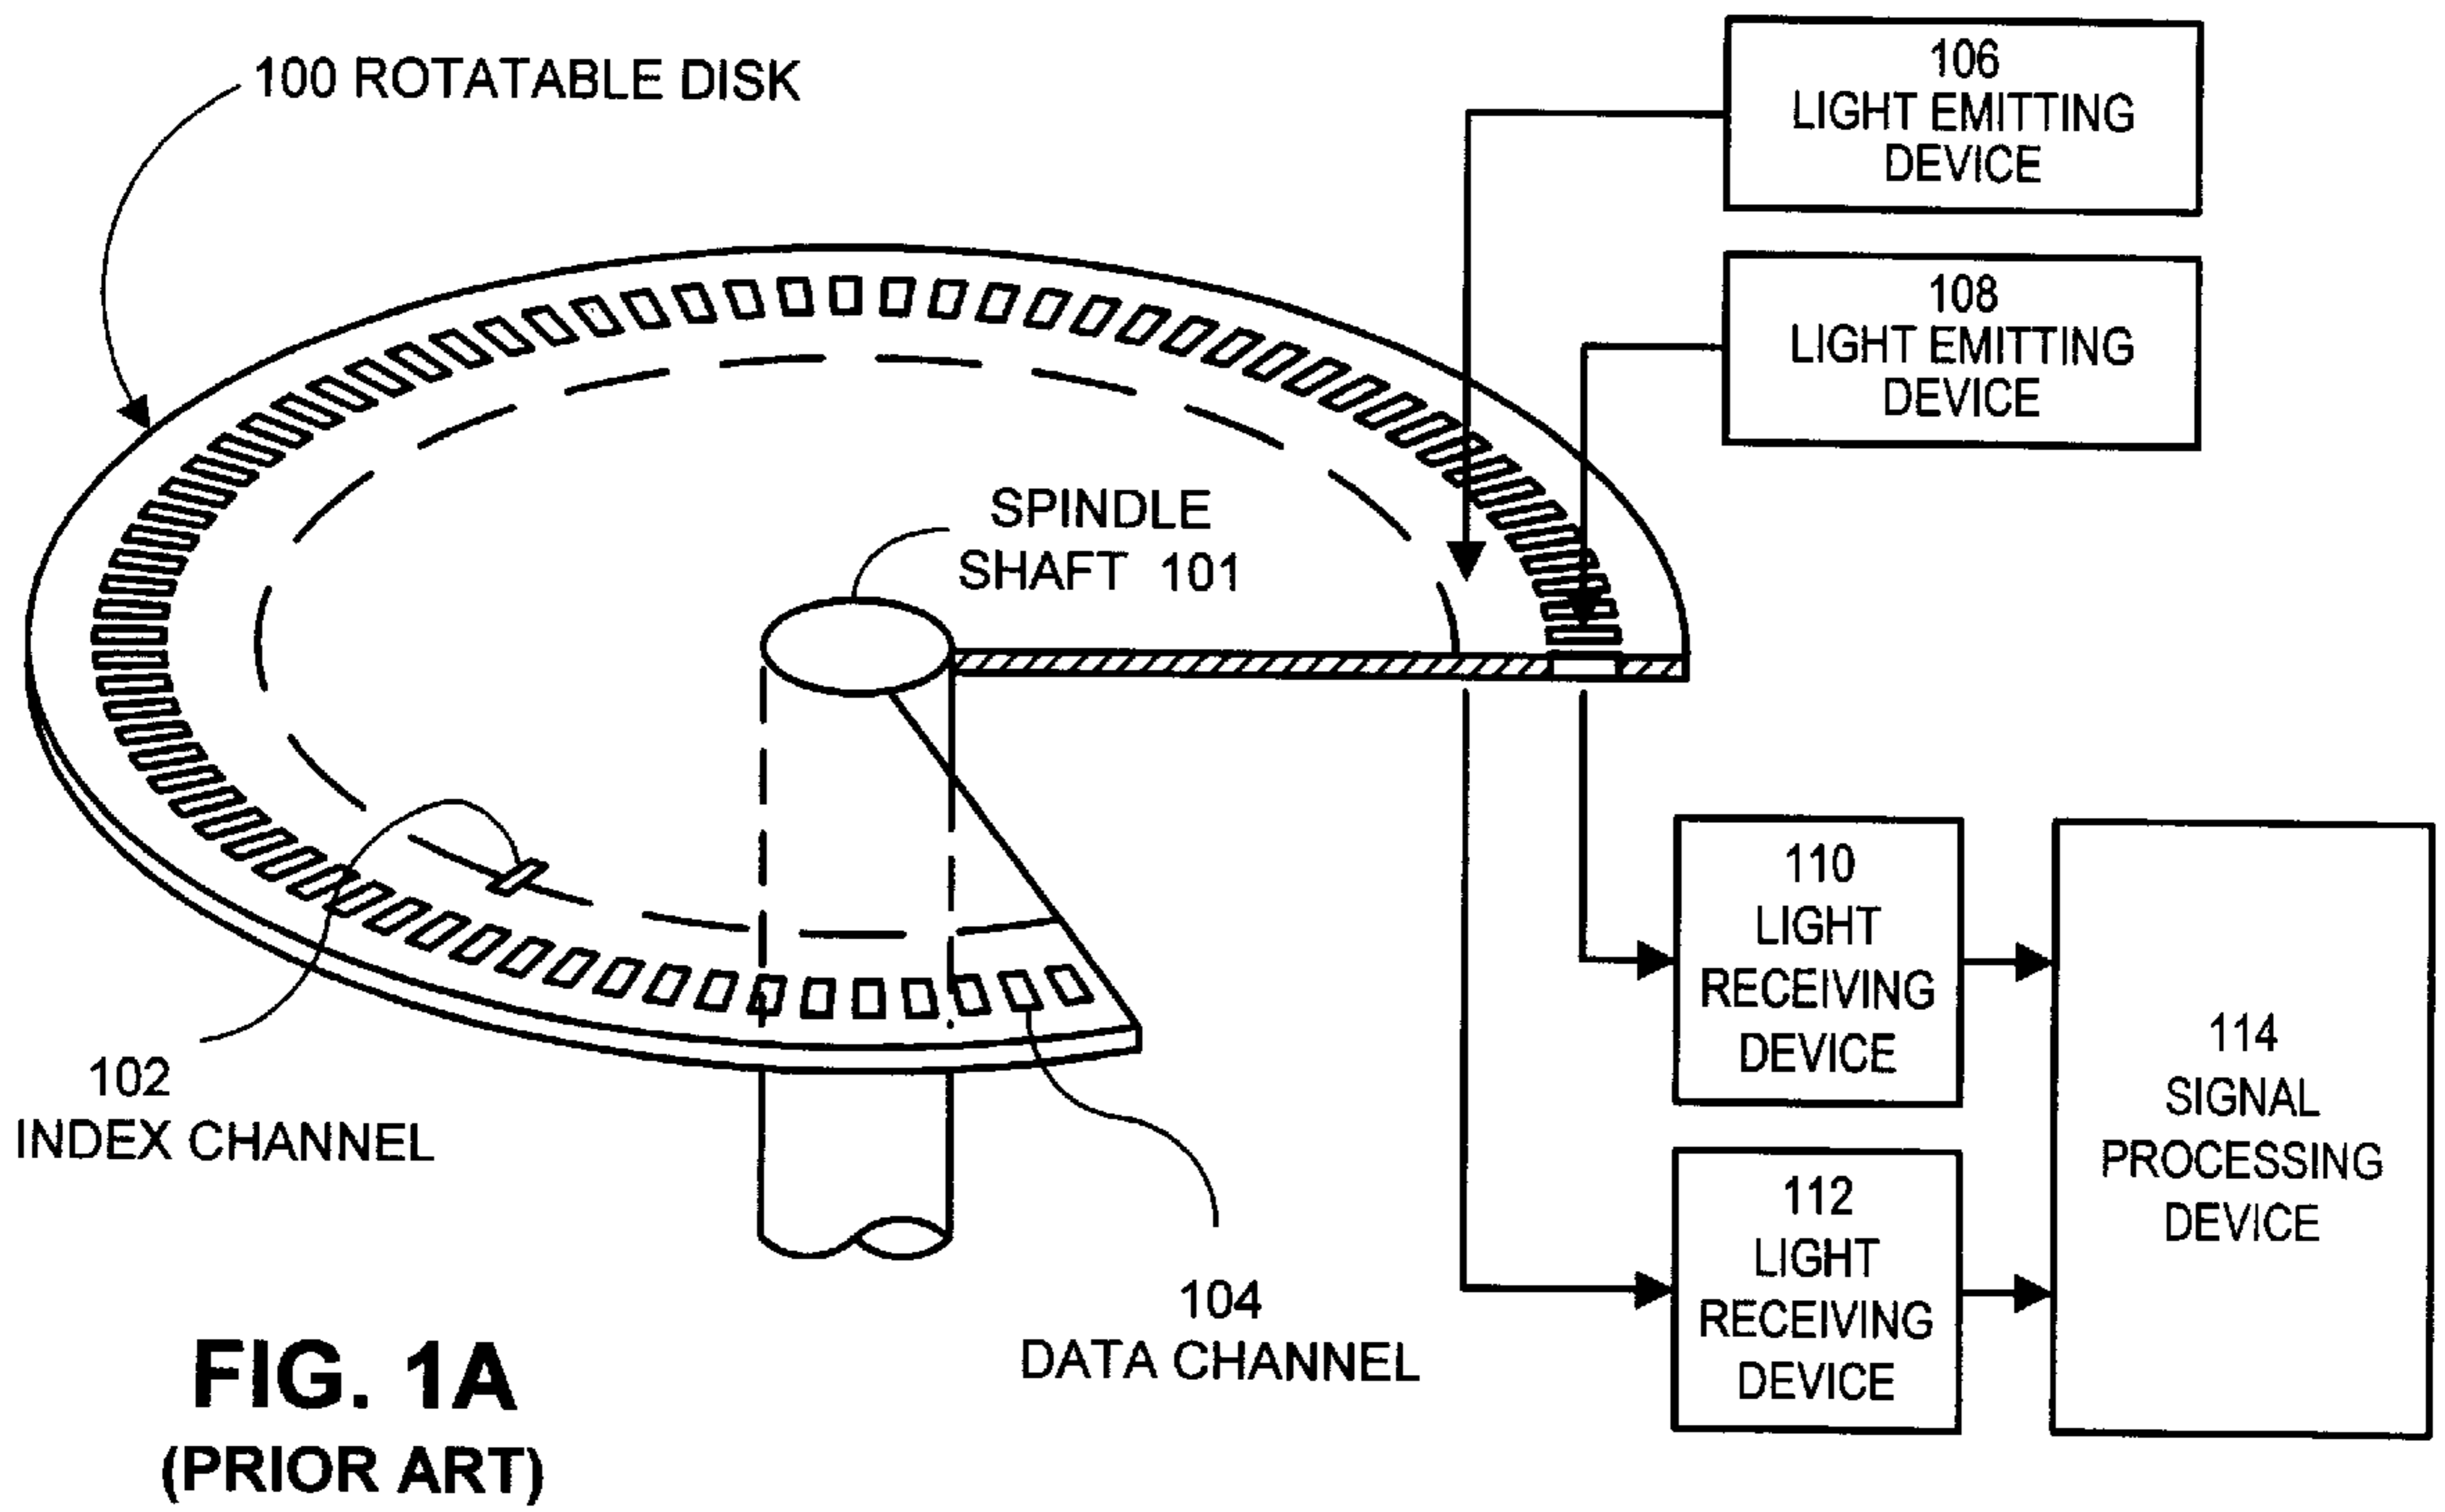 100 ROTATABLE DISK
106
LIGHT EMITTING
DEVICE
108
LIGHT EMITTING
DEVICE
SPINDLE
SHAFT 101
110
LIGHT
RECEIVING
DEVICE
114
SIGNAL
PROCESSING
DEVICE
112
LIGHT
RECEIVING
DEVICE
102
INDEX CHANNEL
104
DATA CHANNEL
FIG. 1A
(PRIOR ART)